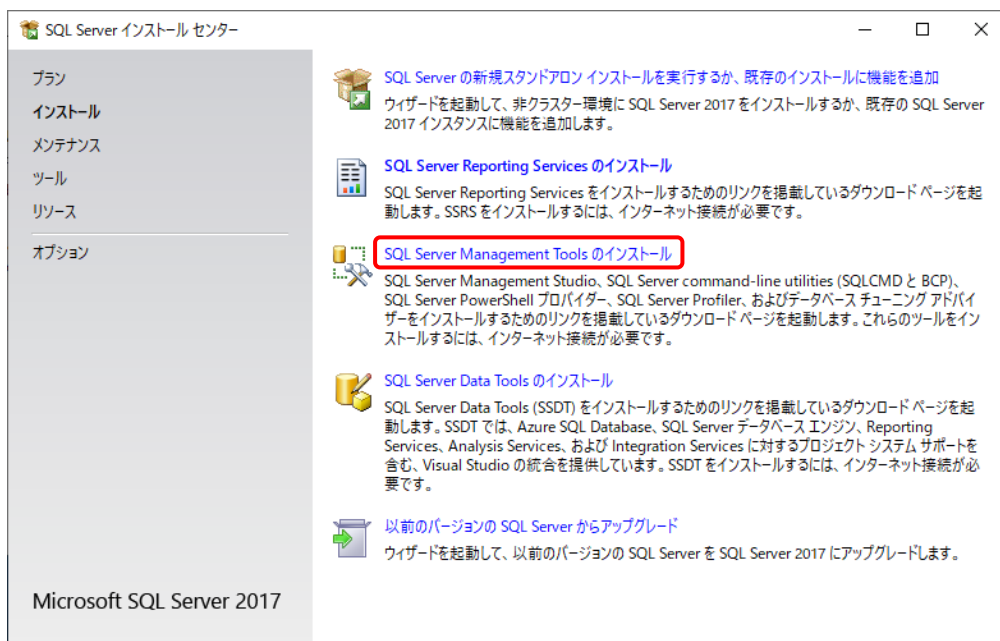 SQL Server インストール センター
プラン
インストール
メンテナンス
ツール
リソース
オプション
SQL Server の新規スタンドアロン インストールを実行するか、既存のインストールに機能を追加
ウィザードを起動して、非クラスター環境に SQL Server 2017 をインストールするか、既存の SQL Server
2017 インスタンスに機能を追加します。
SQL Server Reporting Services のインストール
SQL Server Reporting Services をインストールするためのリンクを掲載しているダウンロード ページを起
動します。SSRS をインストールするには、インターネット接続が必要です。
SQL Server Management Tools のインストール
SQL Server Management Studio、SQL Server command-line utilities (SQLCMD と BCP)、
SQL Server PowerShell プロバイダー、SQL Server Profiler、およびデータベース チューニング アドバイ
ザーをインストールするためのリンクを掲載しているダウンロード ページを起動します。これらのツールをイン
ストールするには、インターネット接続が必要です。
SQL Server Data Tools のインストール
SQL Server Data Tools (SSDT) をインストールするためのリンクを掲載しているダウンロード ページを起
動します。SSDT では、Azure SQL Database、SQL Server データベース エンジン、Reporting
Services、Analysis Services、および Integration Services に対するプロジェクト システム サポートを
含む、Visual Studio の統合を提供しています。SSDT をインストールするには、インターネット接続が必
要です。
以前のバージョンの SQL Server からアップグレード
ウィザードを起動して、以前のバージョンの SQL Server を SQL Server 2017 にアップグレードします。
Microsoft SQL Server 2017